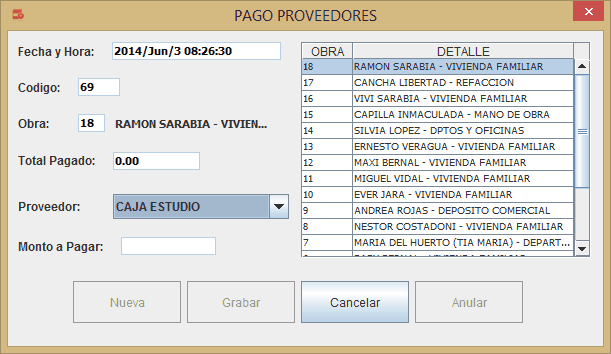 PAGO PROVEEDORES
Fecha y Hora: 2014/Jun/3 08:26:30
Codigo: 69
Obra: 18 RAMON SARABIA - VIVIEN...
Total Pagado: 0.00
Proveedor: CAJA ESTUDIO
Monto a Pagar:
OBRA DETALLE
18 RAMON SARABIA - VIVIENDA FAMILIAR
17 CANCHA LIBERTAD - REFACCION
16 VIVI SARABIA - VIVIENDA FAMILIAR
15 CAPILLA INMACULADA - MANO DE OBRA
14 SILVIA LOPEZ - DPTOS Y OFICINAS
13 ERNESTO VERAGUA - VIVIENDA FAMILIAR
12 MAXI BERNAL - VIVIENDA FAMILIAR
11 MIGUEL VIDAL - VIVIENDA FAMILIAR
10 EVER JARA - VIVIENDA FAMILIAR
9 ANDREA ROJAS - DEPOSITO COMERCIAL
8 NESTOR COSTADONI - VIVIENDA FAMILIAR
7 MARIA DEL HUERTO (TIA MARIA) - DEPART...
Nueva Grabar Cancelar Anular